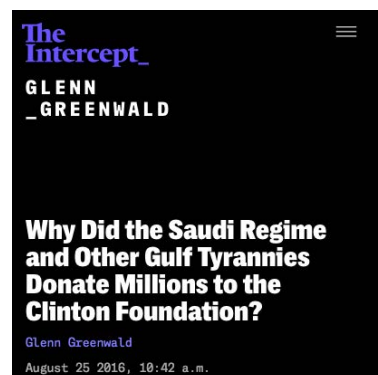 The
Intercept_
GLENN
_GREENWALD
Why Did the Saudi Regime
and Other Gulf Tyrannies
Donate Millions to the
Clinton Foundation?
Glenn Greenwald
August 25 2016, 10:42 a.m.